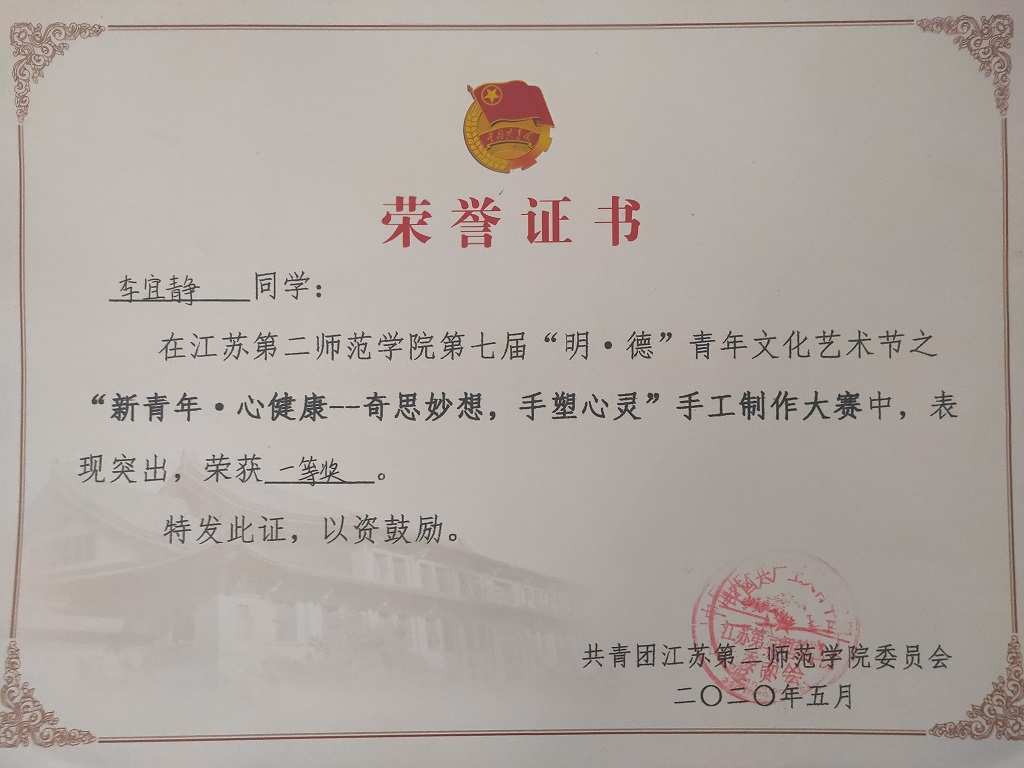 荣誉证书
李宜静 同学：
在江苏第二师范学院第七届“明·德”青年文化艺术节之
“新青年·心健康--奇思妙想，手塑心灵”手工制作大赛中，表
现突出，荣获 一等奖 。
特发此证，以资鼓励。
共青团江苏第二师范学院委员会
二〇二〇年五月